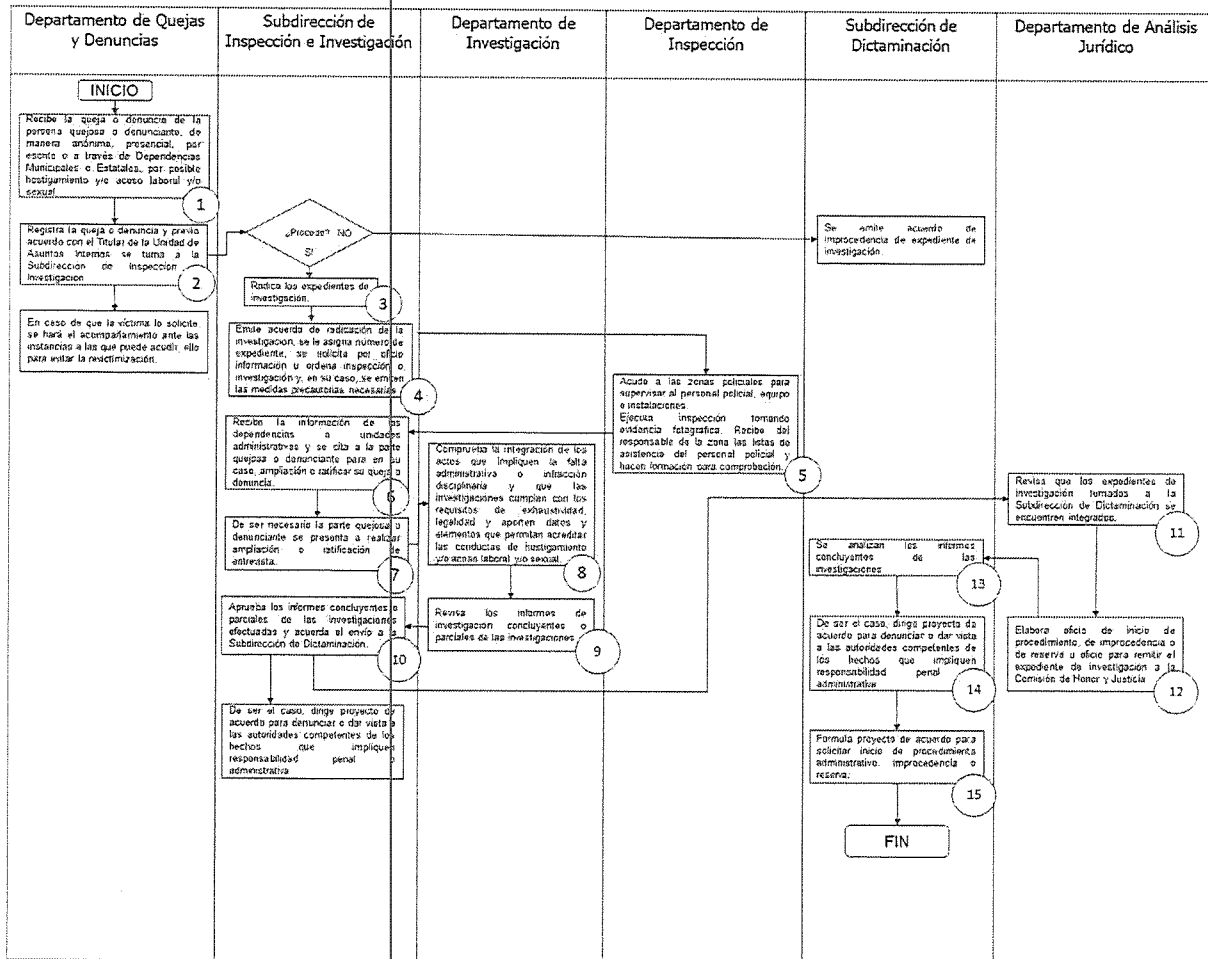 Departamento de Quejas
y Denuncias
Subdirección de
Inspección e Investigación
Departamento de
Investigación
Departamento de
Inspección
Subdirección de
Dictaminación
Departamento de Análisis
Jurídico
INICIO
Recibe la queja o denuncia de la
persona quejosa o denunciante, de
manera anónima, presencial, por
escrito o a través de Dependencias
Municipales o Estatales, por posible
hostigamiento y/o acoso laboral y/o
sexual.
1
Registra la queja o denuncia y previo
acuerdo con el Titular de la Unidad de
Asuntos Internos se turna a la
Subdirección de Inspección
Investigación
2
En caso de que la víctima lo solicite,
se hará el acompañamiento ante las
instancias a las que puede acudir, ello
para evitar la revictimización.
¿Procede? NO
SI
Radica los expedientes de
investigación.
3
Emite acuerdo de radicación de la
investigación, se le asigna número de
expediente, se solicita por oficio
información u ordena inspección o
investigación y, en su caso, se emiten
las medidas precautorias necesarias
4
Recibe la información de las
dependencias o unidades
administrativas y se cita a la parte
quejosa o denunciante para en su
caso, ampliación o ratificar su queja o
denuncia.
6
De ser necesario la parte quejosa o
denunciante se presenta a realizar
ampliación o ratificación de
entrevista.
7
Aprueba los informes concluyentes o
parciales de las investigaciones
efectuadas y acuerda el envío a la
Subdirección de Dictaminación.
10
De ser el caso, dirige proyecto de
acuerdo para denunciar o dar vista a
las autoridades competentes de los
hechos que impliquen
responsabilidad penal o
administrativa
Comprueba la integración de los
actos que impliquen la falta
administrativa o infracción
disciplinaria y que las
investigaciones cumplan con los
requisitos de exhaustividad,
legalidad y aporten datos y
elementos que permitan acreditar
las conductas de hostigamiento
y/o acoso laboral y/o sexual.
8
Revisa los informes de
investigación concluyentes o
parciales de las investigaciones
9
Acude a las zonas policiales para
supervisar al personal policial, equipo
e instalaciones.
Ejecuta inspección tomando
evidencia fotográfica. Recibe del
responsable de la zona las listas de
asistencia del personal policial y
hacen formación para comprobación.
5
Se emite acuerdo de
improcedencia de expediente de
investigación.
Se analizan los informes
concluyentes de las
investigaciones
13
De ser el caso, dirige proyecto de
acuerdo para denunciar o dar vista
a las autoridades competentes de
los hechos que impliquen
responsabilidad penal o
administrativa
14
Formula proyecto de acuerdo para
solicitar inicio de procedimiento
administrativo, improcedencia o
reserva.
15
FIN
Revisa que los expedientes de
investigación turnados a la
Subdirección de Dictaminación se
encuentren integrados.
11
Elabora oficio de inicio de
procedimiento, de improcedencia o
de reserva u oficio para remitir el
expediente de investigación a la
Comisión de Honor y Justicia
12